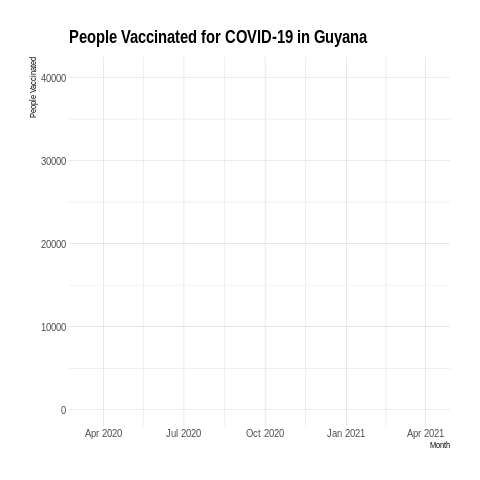 People Vaccinated for COVID-19 in Guyana
People Vaccinated
40000
30000
20000
10000
0
Apr 2020
Jul 2020
Oct 2020
Jan 2021
Apr 2021
Month